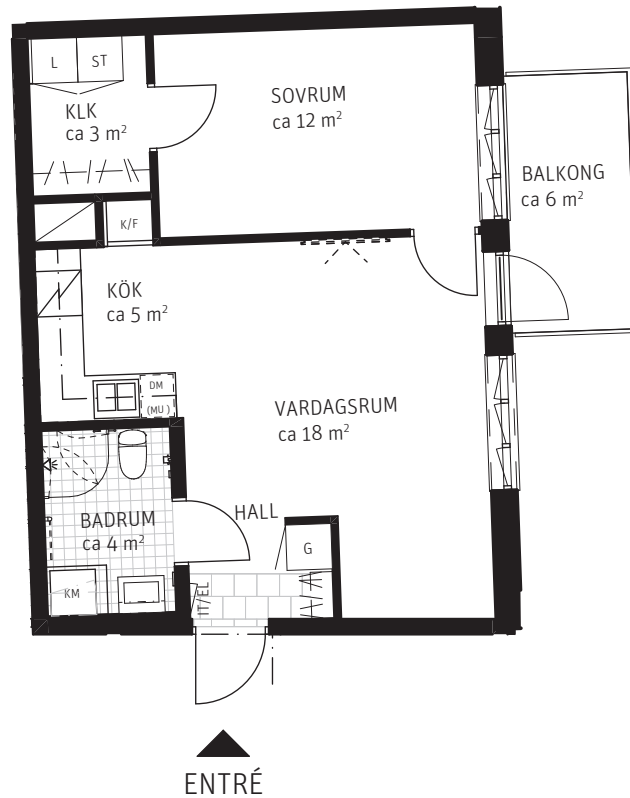 L
ST
KLK
ca 3 m²
SOVRUM
ca 12 m²
BALKONG
ca 6 m²
K/F
KÖK
ca 5 m²
DM
(MU)
VARDAGSRUM
ca 18 m²
HALL
BADRUM
ca 4 m²
G
KM
IT/EL
ENTRÉ